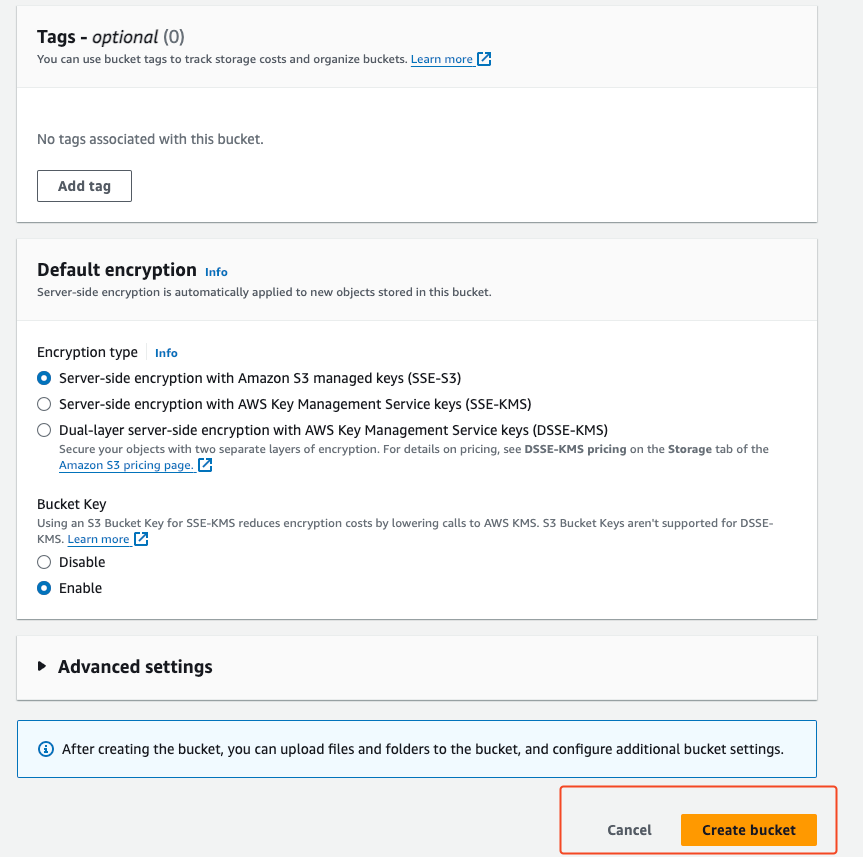 Tags - optional (0)
You can use bucket tags to track storage costs and organize buckets. Learn more
No tags associated with this bucket.
Add tag
Default encryption Info
Server-side encryption is automatically applied to new objects stored in this bucket.
Encryption type Info
Server-side encryption with Amazon S3 managed keys (SSE-S3)
Server-side encryption with AWS Key Management Service keys (SSE-KMS)
Dual-layer server-side encryption with AWS Key Management Service keys (DSSE-KMS)
Secure your objects with two separate layers of encryption. For details on pricing, see DSSE-KMS pricing on the Storage tab of the
Amazon S3 pricing page.
Bucket Key
Using an S3 Bucket Key for SSE-KMS reduces encryption costs by lowering calls to AWS KMS. S3 Bucket Keys aren't supported for DSSE-
KMS. Learn more
Disable
Enable
Advanced settings
After creating the bucket, you can upload files and folders to the bucket, and configure additional bucket settings.
Cancel Create bucket